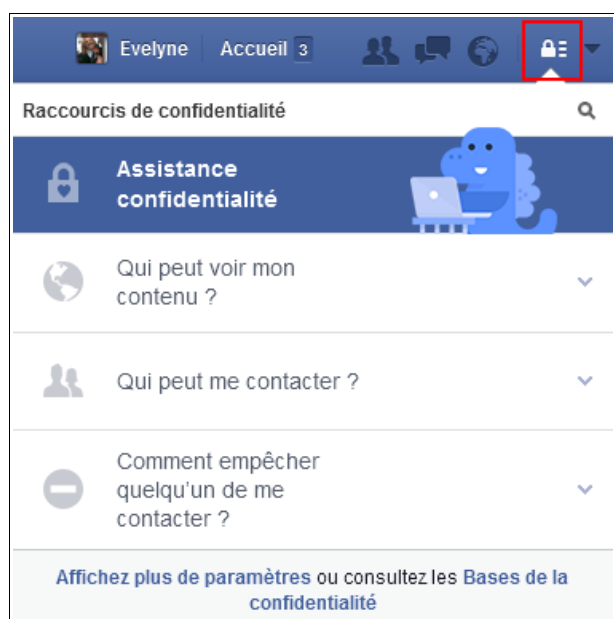 Evelyne Accueil 3
Raccourcis de confidentialité
Assistance
confidentialité
Qui peut voir mon
contenu ?
Qui peut me contacter ?
Comment empêcher
quelqu'un de me
contacter ?
Affichez plus de paramètres ou consultez les Bases de la
confidentialité